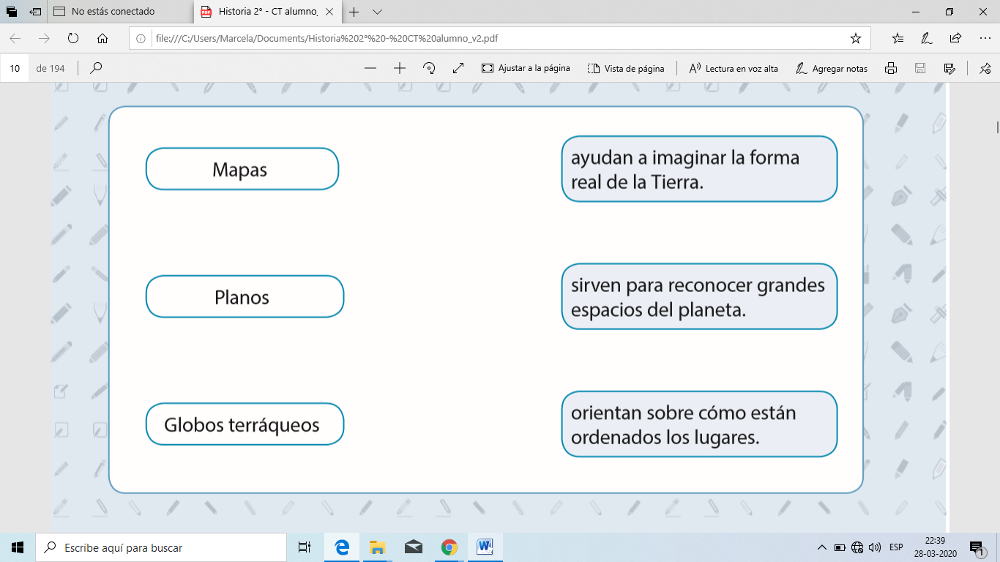 No estás conectado
Historia 2° - CT alumno_
file:///C:/Users/Marcela/Documents/Historia%202°%20-%20CT%20alumno_v2.pdf
10 de 194
Ajustar a la página
Vista de página
Lectura en voz alta
Agregar notas
Mapas
ayudan a imaginar la forma
real de la Tierra.
Planos
sirven para reconocer grandes
espacios del planeta.
Globos terráqueos
orientan sobre cómo están
ordenados los lugares.
Escribe aquí para buscar
ESP
22:39
28-03-2020
1